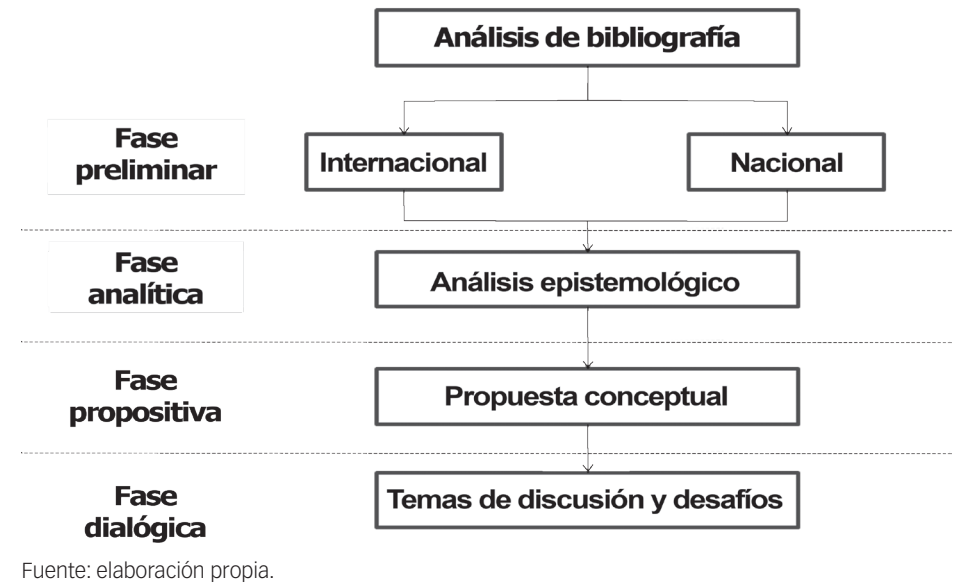 Análisis de bibliografía
Fase
preliminar
Internacional
Nacional
Fase
analítica
Análisis epistemológico
Fase
propositiva
Propuesta conceptual
Fase
dialógica
Temas de discusión y desafíos
Fuente: elaboración propia.